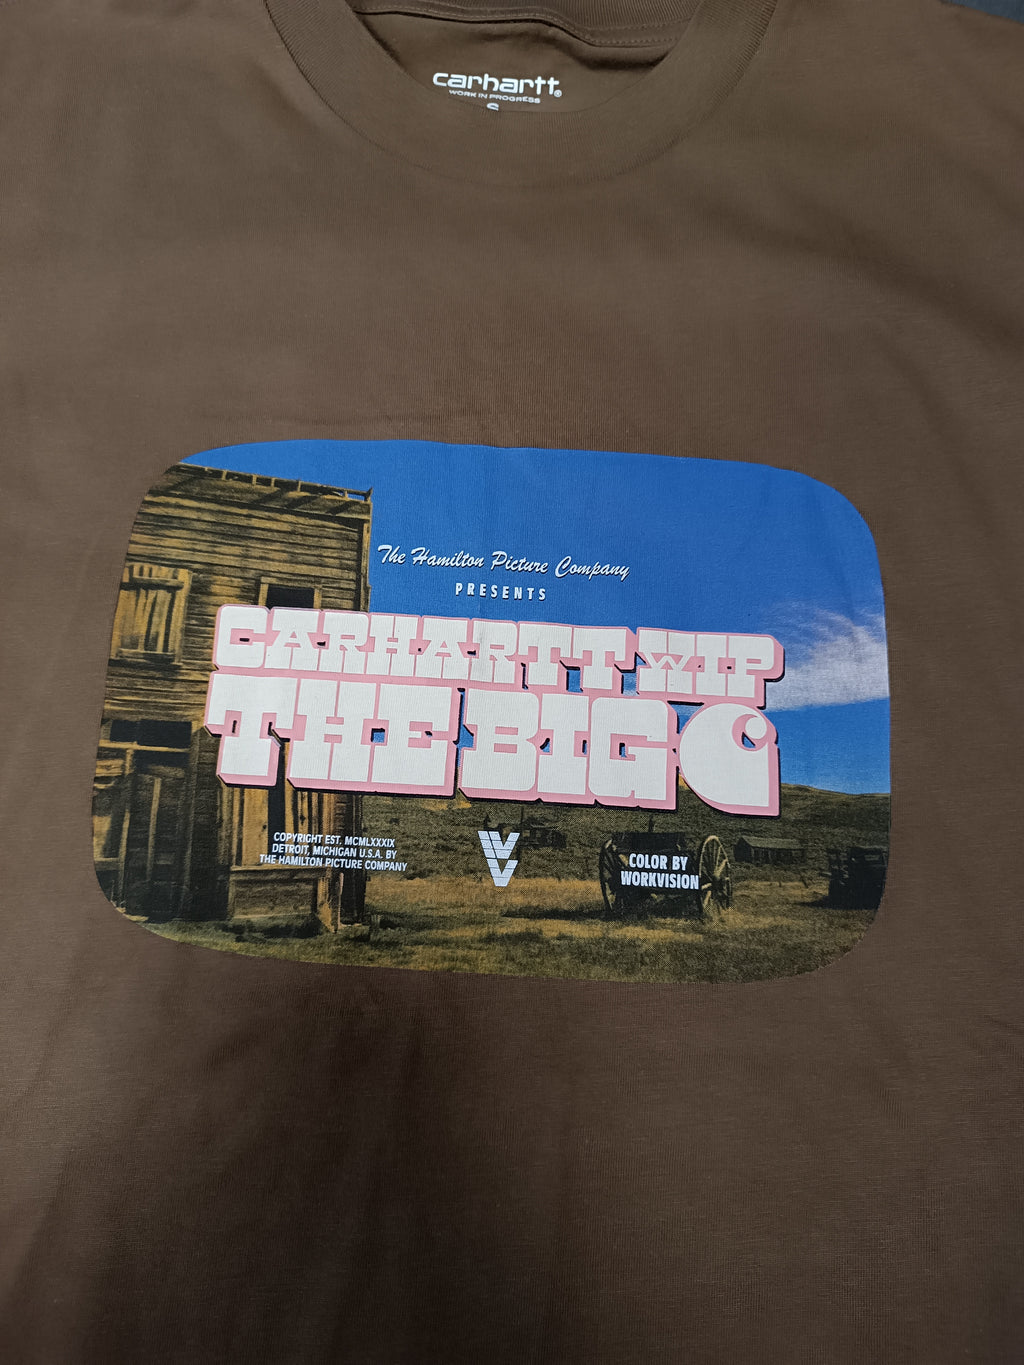 carhartt®
WORK IN PROGRESS
S
The Hamilton Picture Company
PRESENTS
CARHARTT WIP
THE BIG C
COPYRIGHT EST. MCMLXXXIX
DETROIT, MICHIGAN U.S.A. BY
THE HAMILTON PICTURE COMPANY
COLOR BY
WORKVISION